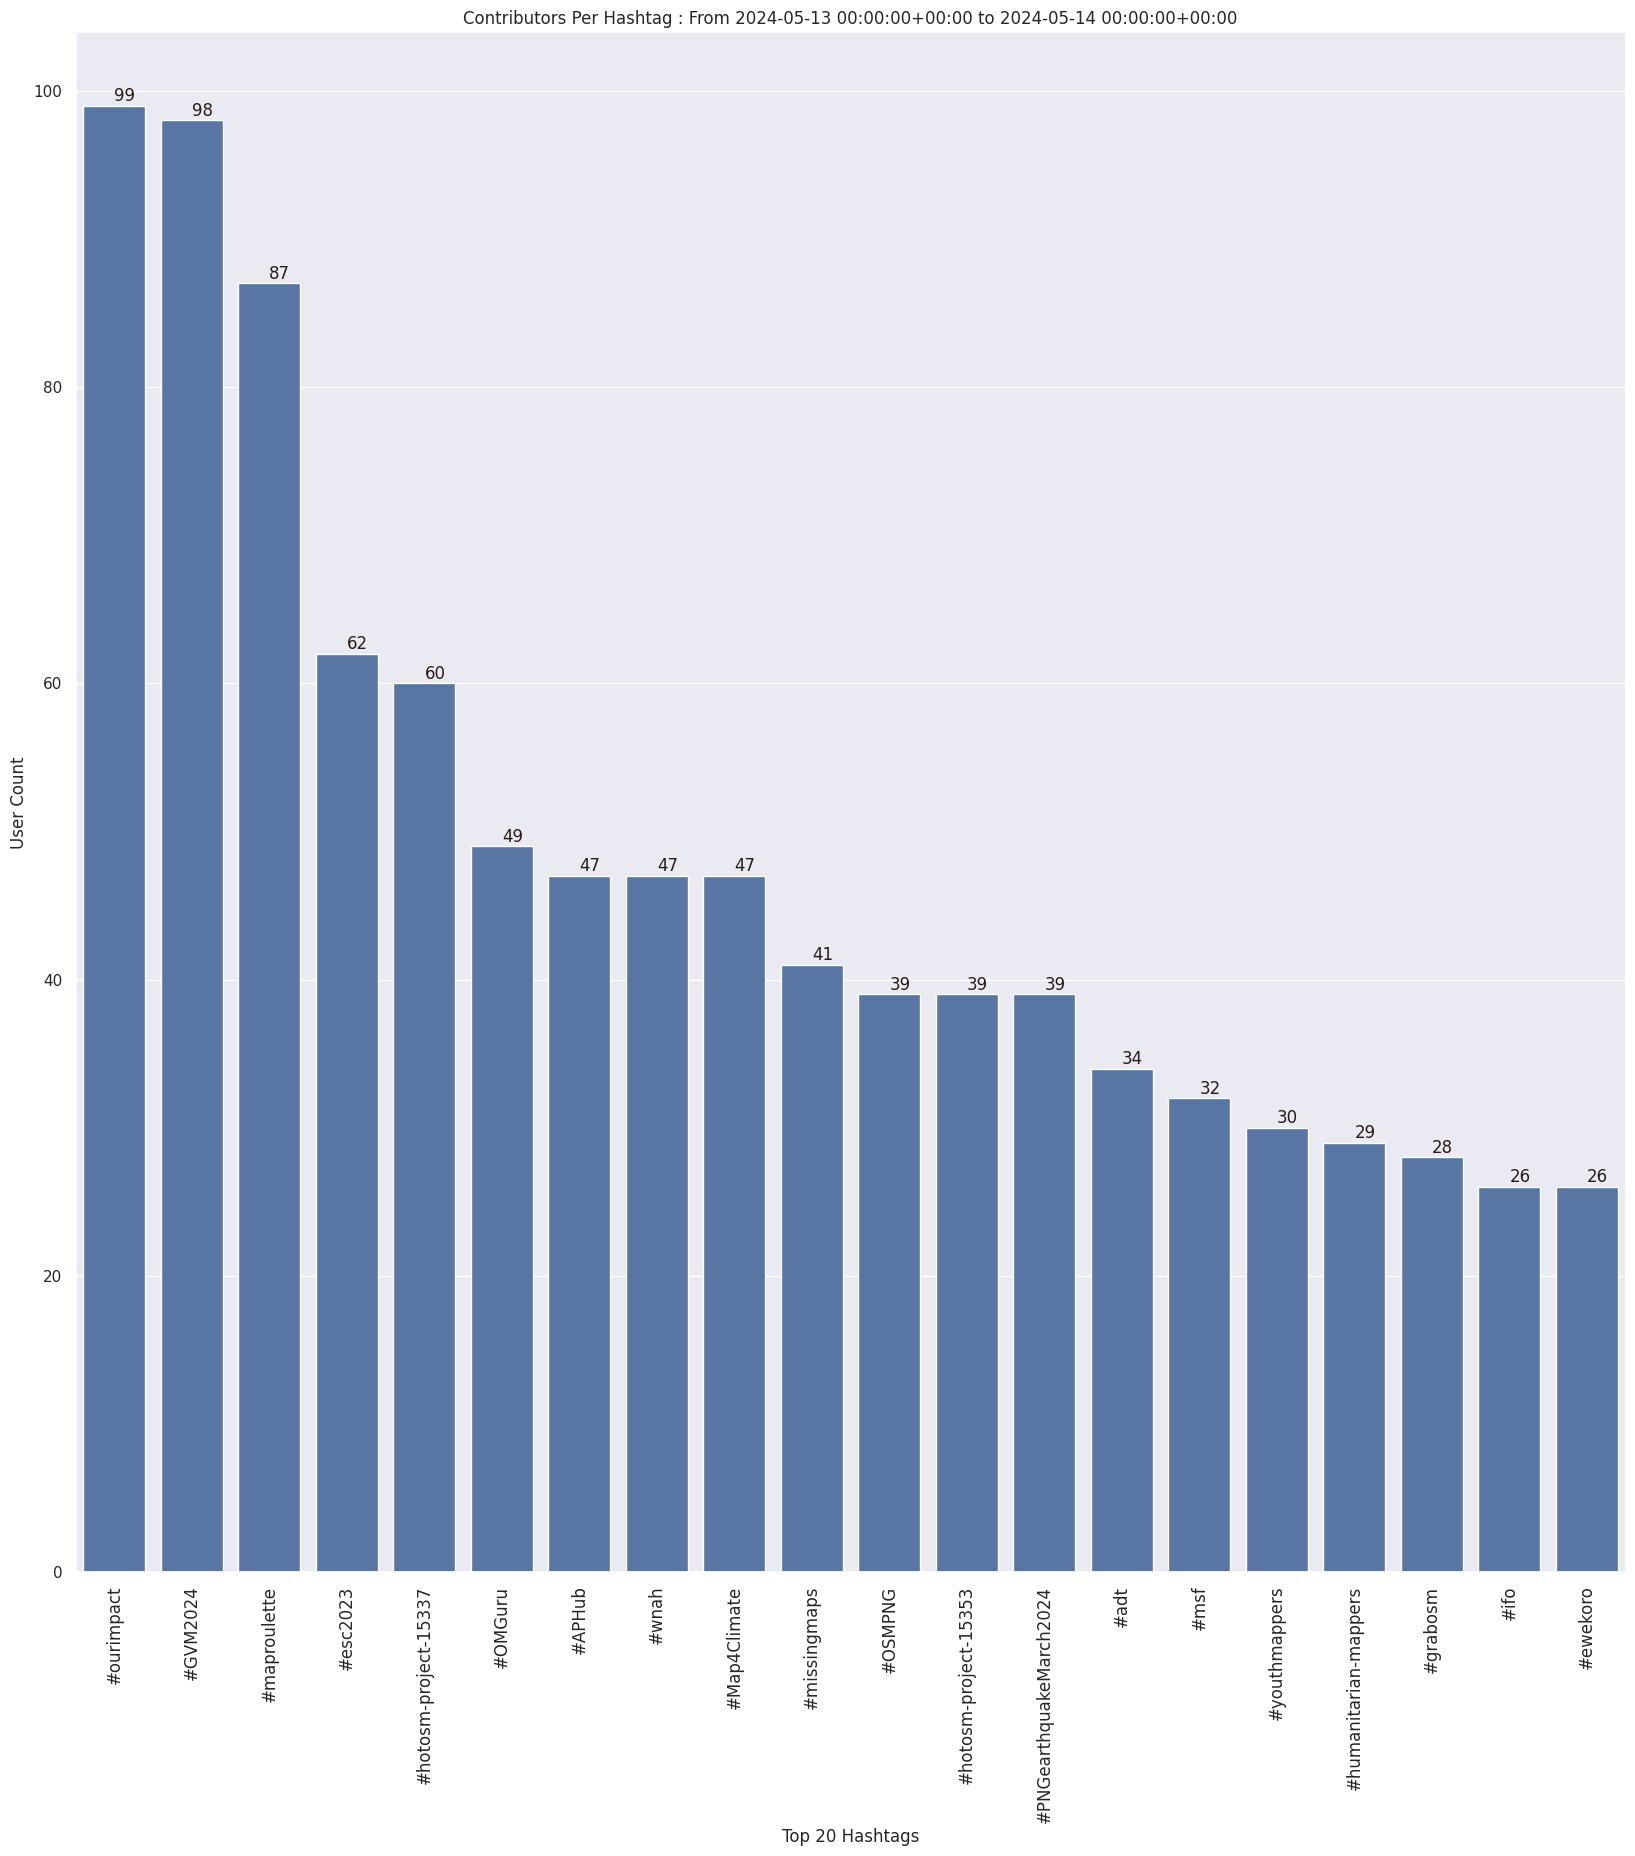 Contributors Per Hashtag : From 2024-05-13 00:00:00+00:00 to 2024-05-14 00:00:00+00:00
User Count
100
80
60
40
20
0
99
98
87
62
60
49
47
47
47
41
39
39
39
34
32
30
29
28
26
26
#ourimpact
#GVM2024
#maproulette
#esc2023
#hotosm-project-15337
#OMGuru
#APHub
#wnah
#Map4Climate
#missingmaps
#OSMPNG
#hotosm-project-15353
#PNGearthquakeMarch2024
#adt
#msf
#youthmappers
#humanitarian-mappers
#grabosm
#ifo
#ewekoro
Top 20 Hashtags